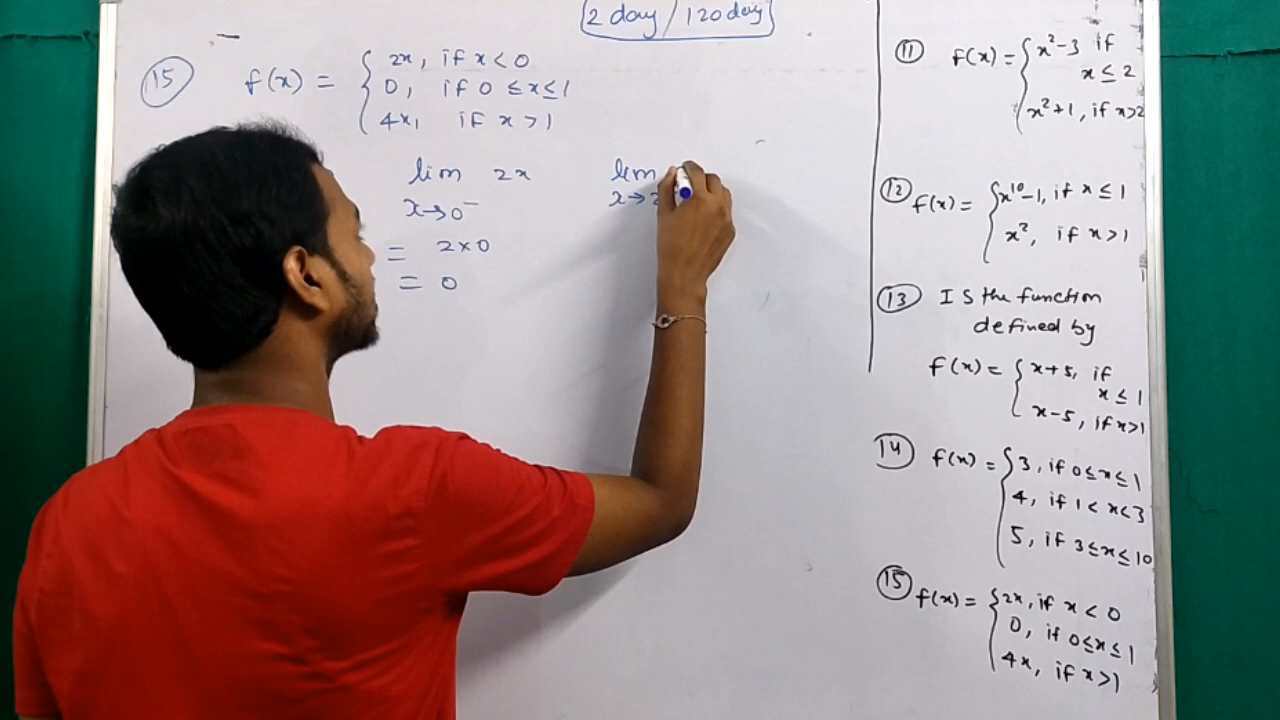 2 day / 120 day
15 f(x) = { 2x, if x < 0
0, if 0 ≤ x ≤ 1
4x, if x > 1
lim 2x
x→0⁻
= 2×0
= 0
lim
x→
11 f(x) = { x²-3 if
x ≤ 2
x²+1, if x>2
12 f(x) = { x¹⁰-1, if x ≤ 1
x², if x > 1
13 IS the function
defined by
f(x) = { x+5, if
x ≤ 1
x-5, if x>1
14 f(x) = { 3, if 0≤x≤1
4, if 1<x<3
5, if 3≤x≤10
15 f(x) = { 2x, if x < 0
0, if 0≤x≤1
4x, if x>1